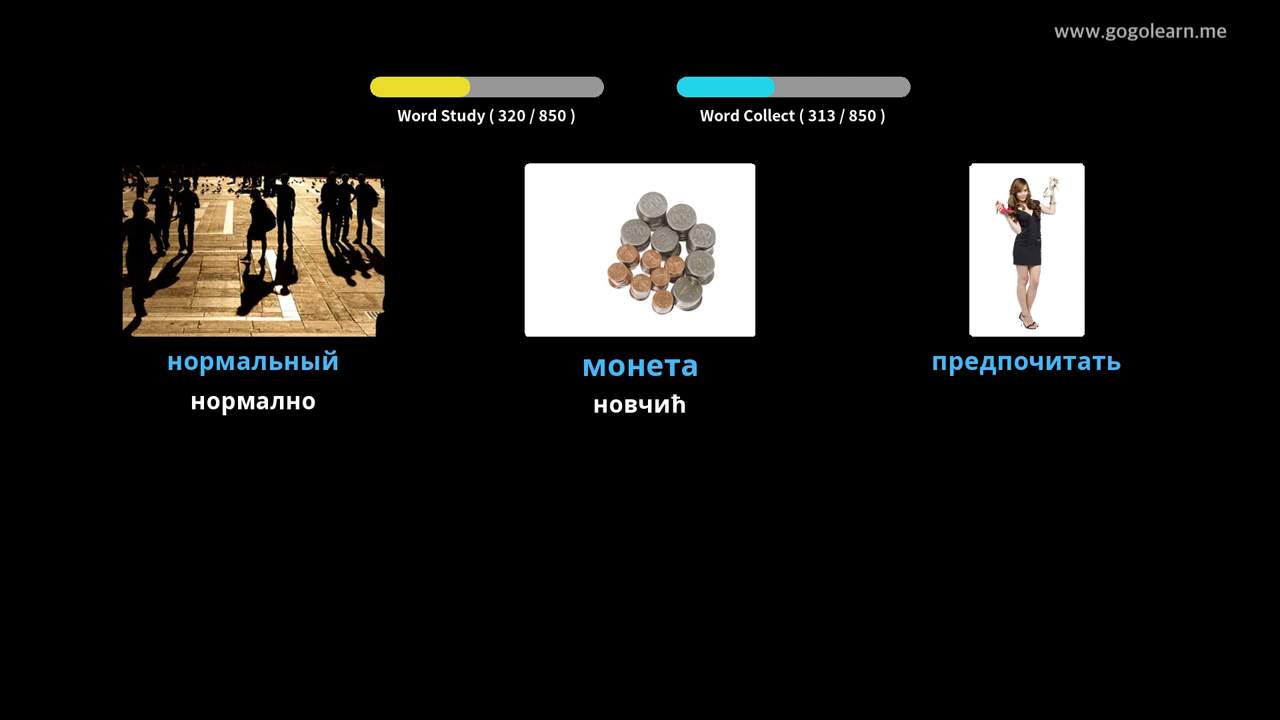 www.gogolearn.me
Word Study ( 320 / 850 )
Word Collect ( 313 / 850 )
нормальный
нормално
монета
новчић
предпочитать